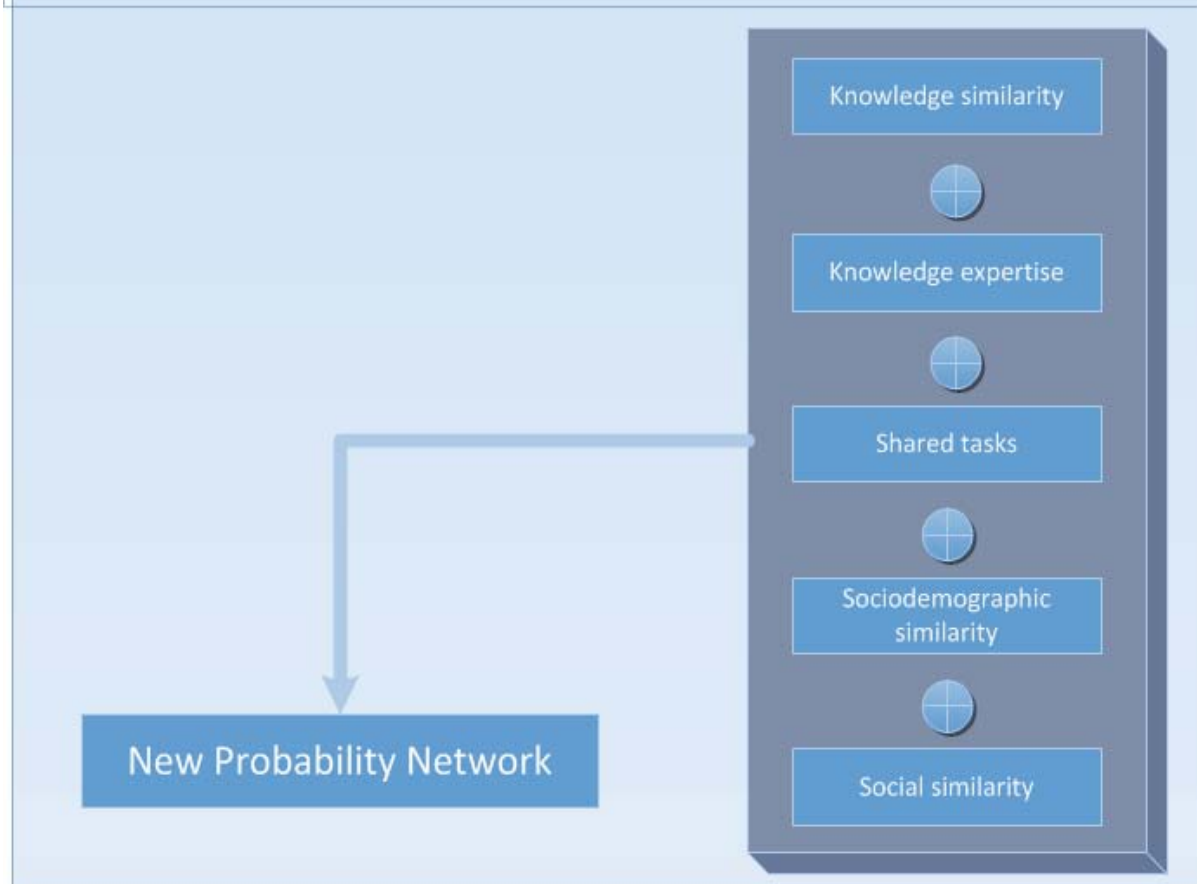 Knowledge similarity
Knowledge expertise
Shared tasks
Sociodemographic
similarity
Social similarity
New Probability Network